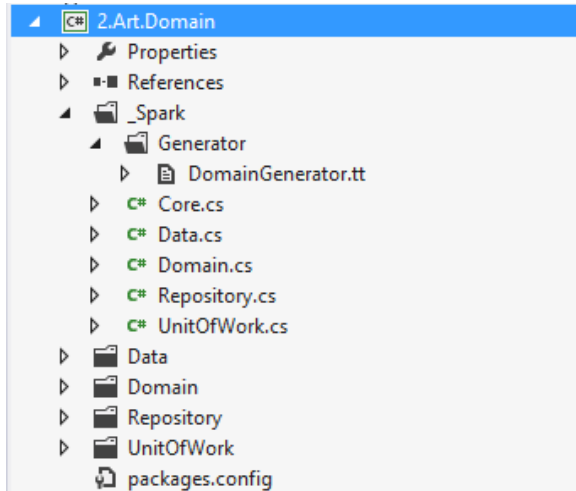 C# 2.Art.Domain
Properties
References
_Spark
Generator
DomainGenerator.tt
C# Core.cs
C# Data.cs
C# Domain.cs
C# Repository.cs
C# UnitOfWork.cs
Data
Domain
Repository
UnitOfWork
packages.config